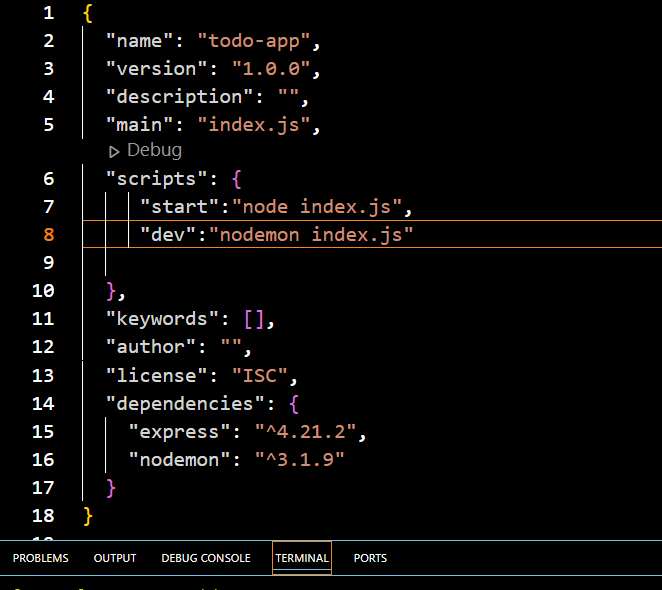 1 {
2 "name": "todo-app",
3 "version": "1.0.0",
4 "description": "",
5 "main": "index.js",
Debug
6 "scripts": {
7 "start":"node index.js",
8 "dev":"nodemon index.js"
9
10 },
11 "keywords": [],
12 "author": "",
13 "license": "ISC",
14 "dependencies": {
15 "express": "^4.21.2",
16 "nodemon": "^3.1.9"
17 }
18 }
PROBLEMS OUTPUT DEBUG CONSOLE TERMINAL PORTS